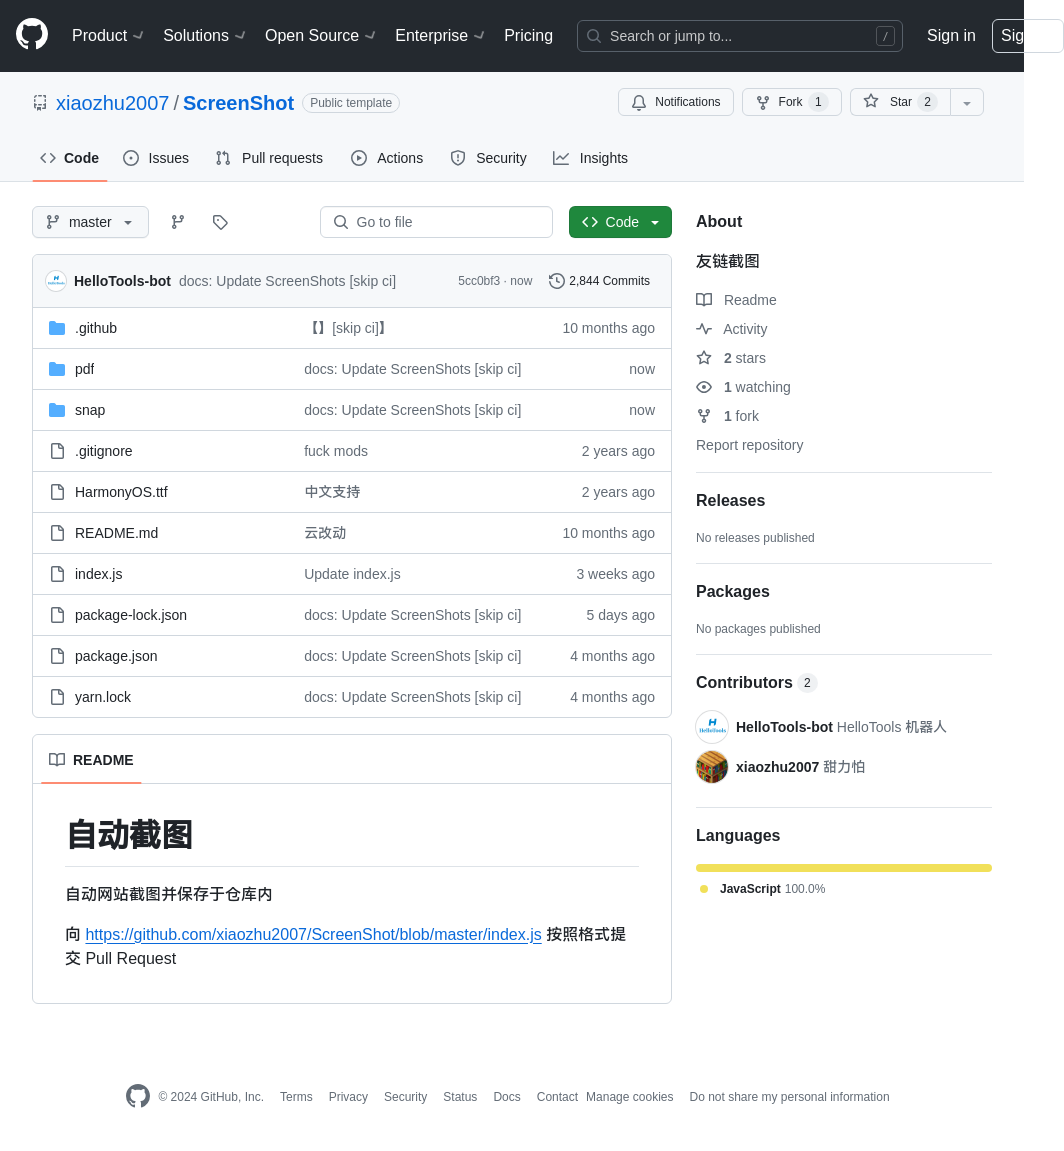 Product Solutions Open Source Enterprise Pricing Search or jump to... / Sign in Sig
xiaozhu2007 / ScreenShot Public template Notifications Fork 1 Star 2
Code Issues Pull requests Actions Security Insights
master Go to file Code
HelloTools-bot docs: Update ScreenShots [skip ci] 5cc0bf3 · now 2,844 Commits
.github 【】[skip ci]】 10 months ago
pdf docs: Update ScreenShots [skip ci] now
snap docs: Update ScreenShots [skip ci] now
.gitignore fuck mods 2 years ago
HarmonyOS.ttf 中文支持 2 years ago
README.md 云改动 10 months ago
index.js Update index.js 3 weeks ago
package-lock.json docs: Update ScreenShots [skip ci] 5 days ago
package.json docs: Update ScreenShots [skip ci] 4 months ago
yarn.lock docs: Update ScreenShots [skip ci] 4 months ago
README
自动截图
自动网站截图并保存于仓库内
向 https://github.com/xiaozhu2007/ScreenShot/blob/master/index.js 按照格式提
交 Pull Request
About
友链截图
Readme
Activity
2 stars
1 watching
1 fork
Report repository
Releases
No releases published
Packages
No packages published
Contributors 2
HelloTools
HelloTools-bot HelloTools 机器人
xiaozhu2007 甜力怕
Languages
JavaScript 100.0%
© 2024 GitHub, Inc. Terms Privacy Security Status Docs Contact Manage cookies Do not share my personal information